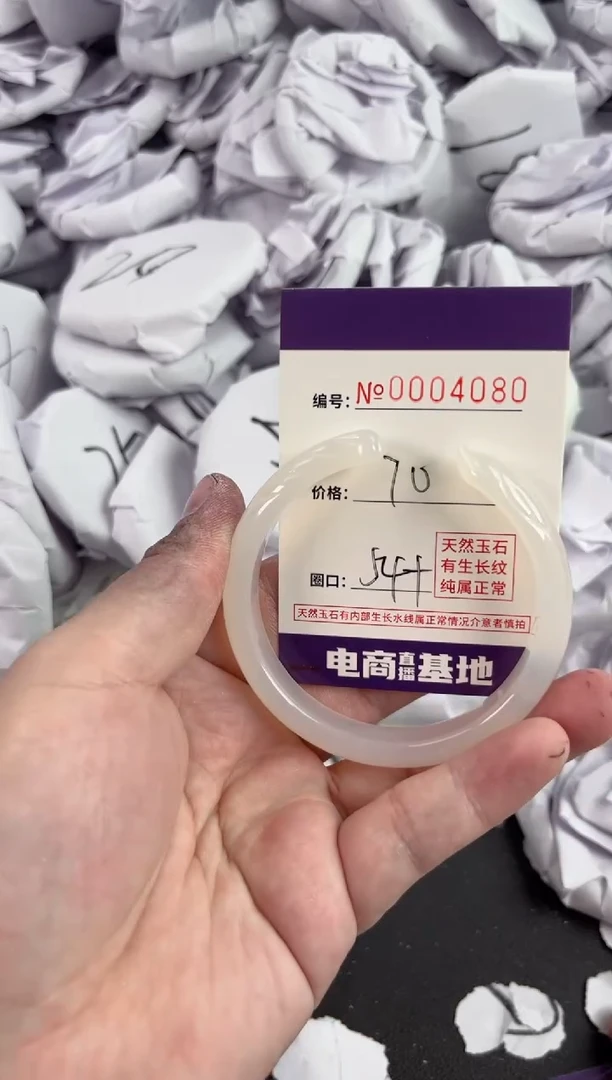 20
编号: №0004080
价格: 70
圈口: 544
天然玉石
有生长纹
纯属正常
天然玉石有内部生长水线属正常情况介意者慎拍
电商直播基地